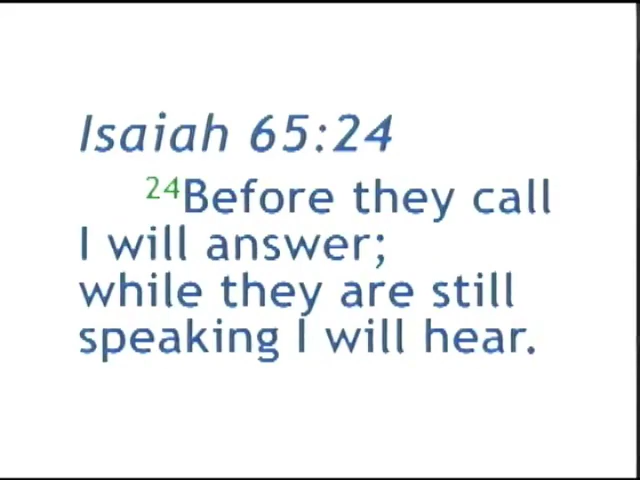 Isaiah 65:24
24Before they call
I will answer;
while they are still
speaking I will hear.